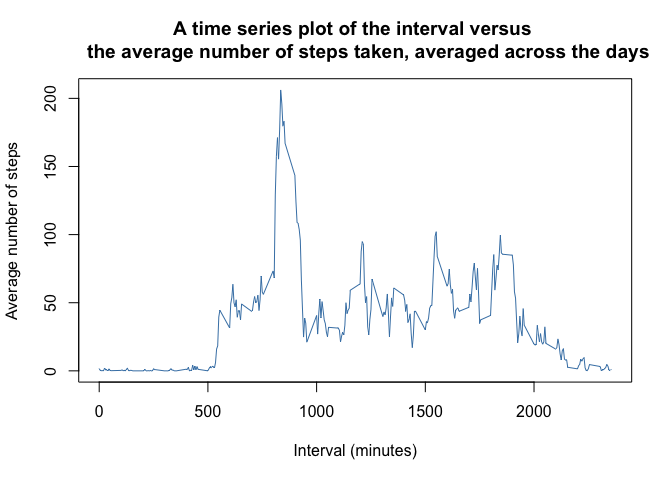 A time series plot of the interval versus
the average number of steps taken, averaged across the days
Average number of steps
200
150
100
50
0
0 500 1000 1500 2000
Interval (minutes)